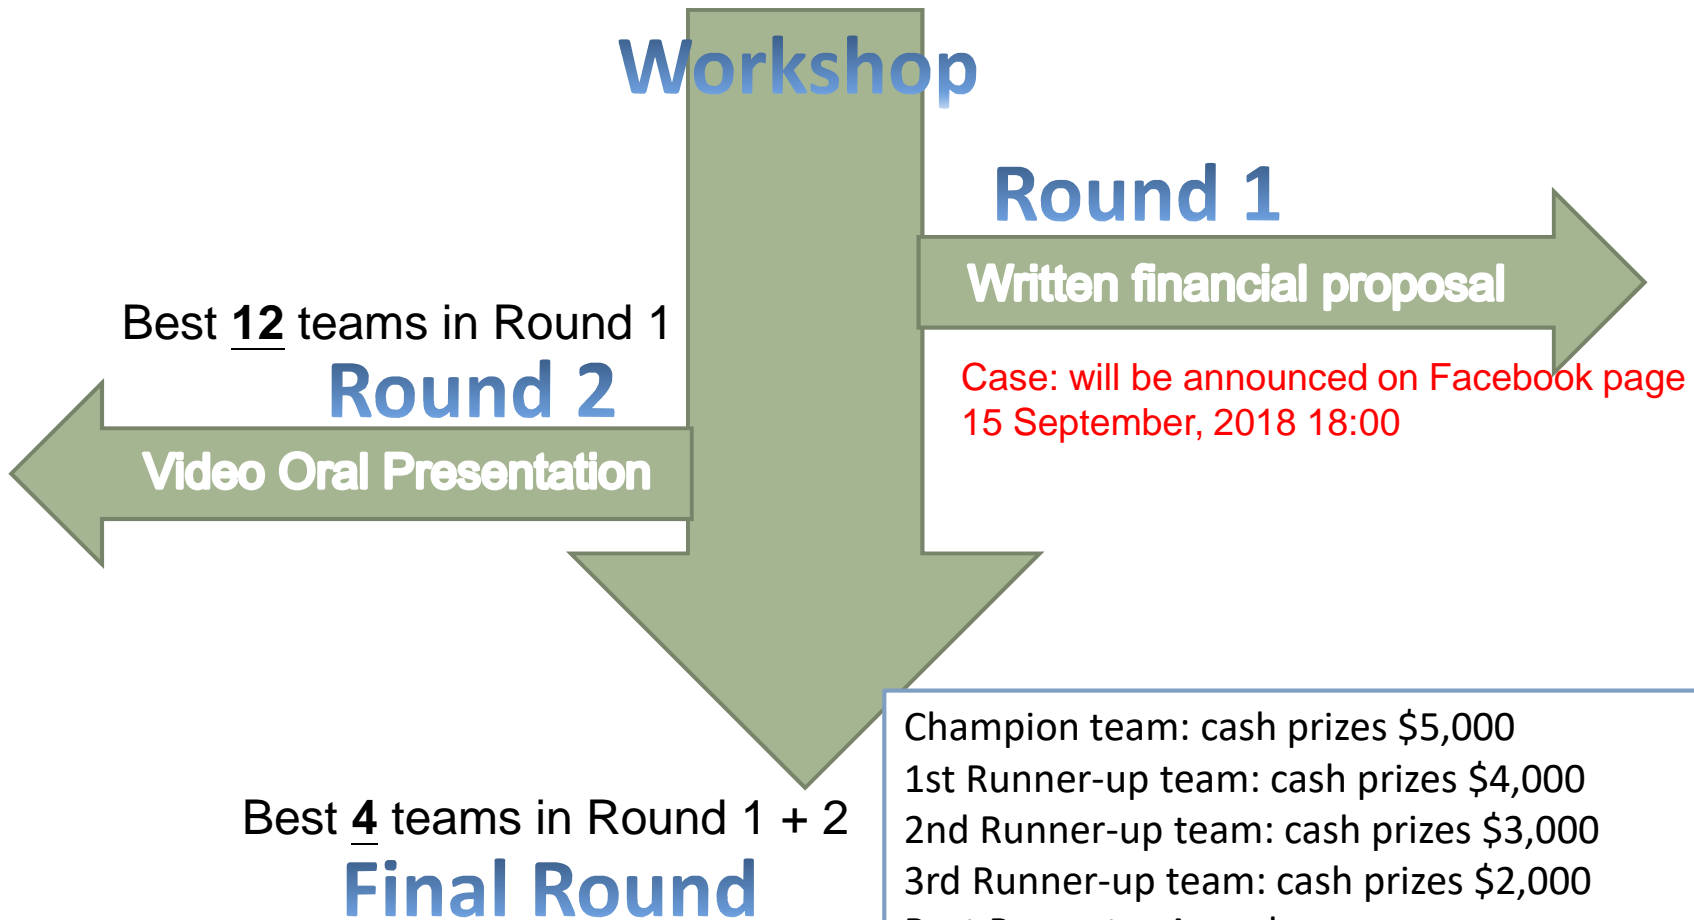 Workshop
Round 1
Written financial proposal
Case: will be announced on Facebook page
15 September, 2018 18:00
Best 12 teams in Round 1
Round 2
Video Oral Presentation
Best 4 teams in Round 1 + 2
Final Round
Champion team: cash prizes $5,000
1st Runner-up team: cash prizes $4,000
2nd Runner-up team: cash prizes $3,000
3rd Runner-up team: cash prizes $2,000